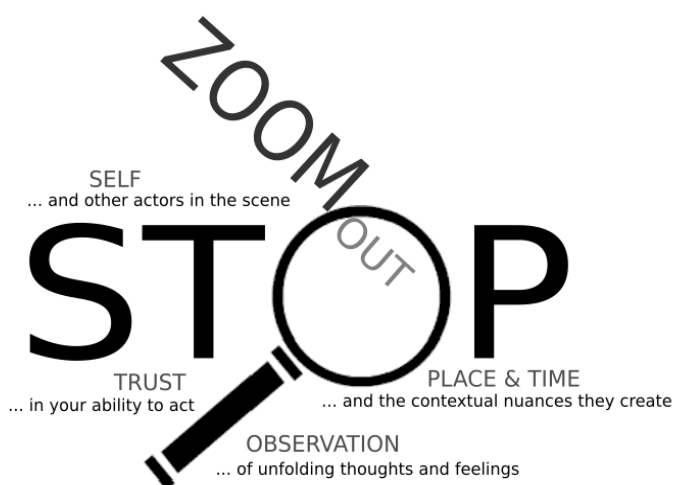 ZOOM
OUT
SELF
... and other actors in the scene
STOP
TRUST
... in your ability to act
PLACE & TIME
... and the contextual nuances they create
OBSERVATION
... of unfolding thoughts and feelings